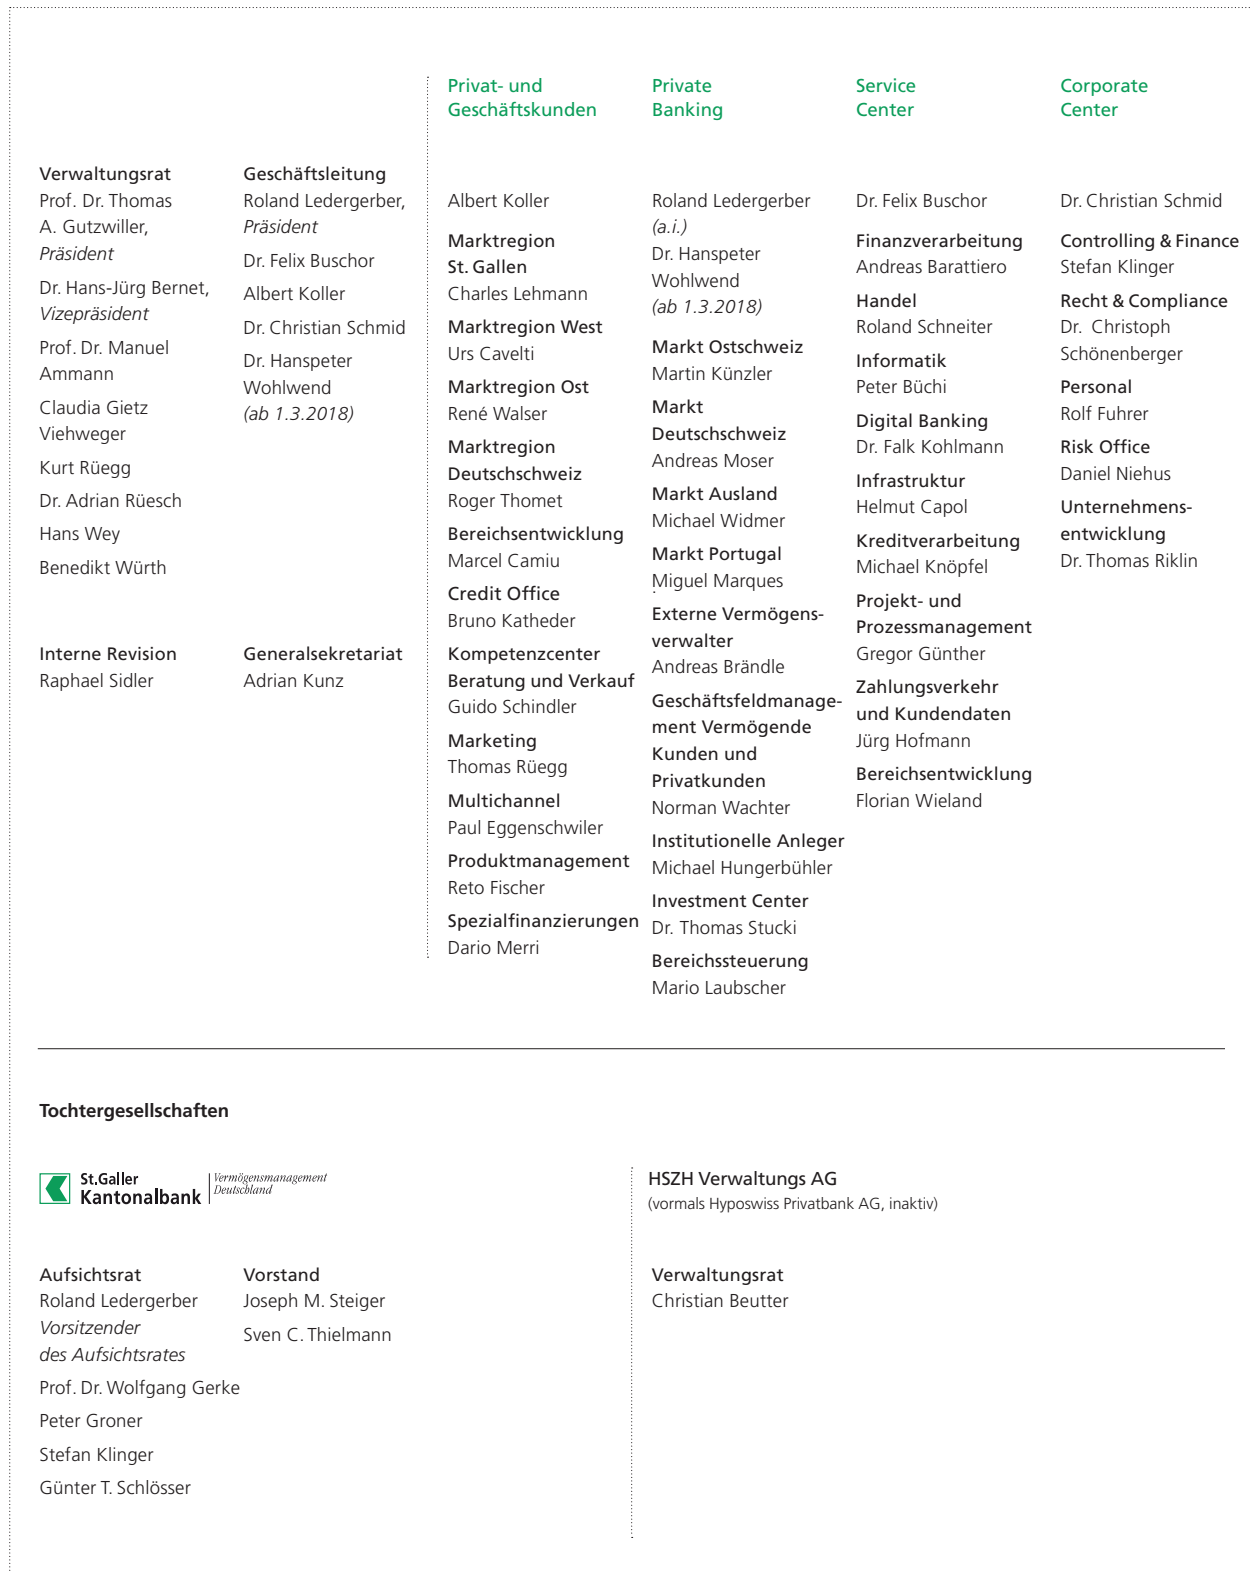 Privat- und
Geschäftskunden
Private
Banking
Service
Center
Corporate
Center
Verwaltungsrat
Prof. Dr. Thomas
A. Gutzwiller,
Präsident
Dr. Hans-Jürg Bernet,
Vizepräsident
Prof. Dr. Manuel
Ammann
Claudia Gietz
Viehweger
Kurt Rüegg
Dr. Adrian Rüesch
Hans Wey
Benedikt Würth
Interne Revision
Raphael Sidler
Geschäftsleitung
Roland Ledergerber,
Präsident
Dr. Felix Buschor
Albert Koller
Dr. Christian Schmid
Dr. Hanspeter
Wohlwend
(ab 1.3.2018)
Generalsekretariat
Adrian Kunz
Albert Koller
Marktregion
St. Gallen
Charles Lehmann
Marktregion West
Urs Cavelti
Marktregion Ost
René Walser
Marktregion
Deutschschweiz
Roger Thomet
Bereichsentwicklung
Marcel Camiu
Credit Office
Bruno Katheder
Kompetenzcenter
Beratung und Verkauf
Guido Schindler
Marketing
Thomas Rüegg
Multichannel
Paul Eggenschwiler
Produktmanagement
Reto Fischer
Spezialfinanzierungen
Dario Merri
Roland Ledergerber
(a.i.)
Dr. Hanspeter
Wohlwend
(ab 1.3.2018)
Markt Ostschweiz
Martin Künzler
Markt
Deutschschweiz
Andreas Moser
Markt Ausland
Michael Widmer
Markt Portugal
Miguel Marques
Externe Vermögens-
verwalter
Andreas Brändle
Geschäftsfeldmanage-
ment Vermögende
Kunden und
Privatkunden
Norman Wachter
Institutionelle Anleger
Michael Hungerbühler
Investment Center
Dr. Thomas Stucki
Bereichssteuerung
Mario Laubscher
Dr. Felix Buschor
Finanzverarbeitung
Andreas Barattiero
Handel
Roland Schneiter
Informatik
Peter Büchi
Digital Banking
Dr. Falk Kohlmann
Infrastruktur
Helmut Capol
Kreditverarbeitung
Michael Knöpfel
Projekt- und
Prozessmanagement
Gregor Günther
Zahlungsverkehr
und Kundendaten
Jürg Hofmann
Bereichsentwicklung
Florian Wieland
Dr. Christian Schmid
Controlling & Finance
Stefan Klinger
Recht & Compliance
Dr. Christoph
Schönenberger
Personal
Rolf Fuhrer
Risk Office
Daniel Niehus
Unternehmens-
entwicklung
Dr. Thomas Riklin
Tochtergesellschaften
St.Galler
Kantonalbank
Vermögensmanagement
Deutschland
Aufsichtsrat
Roland Ledergerber
Vorsitzender
des Aufsichtsrates
Prof. Dr. Wolfgang Gerke
Peter Groner
Stefan Klinger
Günter T. Schlösser
Vorstand
Joseph M. Steiger
Sven C. Thielmann
HSZH Verwaltungs AG
(vormals Hyposwiss Privatbank AG, inaktiv)
Verwaltungsrat
Christian Beutter